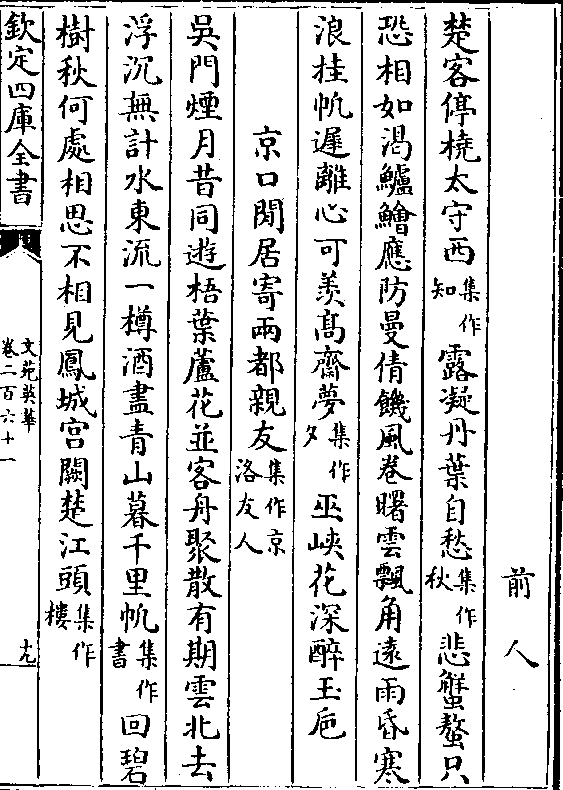 前人
楚客停橈太守西集作知露凝丹葉自愁集作秋悲蟹螯只
恐相如渴鱸鱠應防曼倩饑風卷曙雲飄角遠雨昏寒
浪挂㠶遲離心可羡髙齋夢集作夕巫峽花深醉玉巵
京口閒居寄兩都親友集作京洛友人
吳門煙月昔同遊梧葉蘆花並客舟聚散有期雲北去
浮沉無計水東流一樽酒盡青山暮千里㠶集作書回碧
樹秋何處相思不相見鳳城宫闕楚江頭集作樓
欽定四庫全書
文苑英華
卷二百六十一
十九